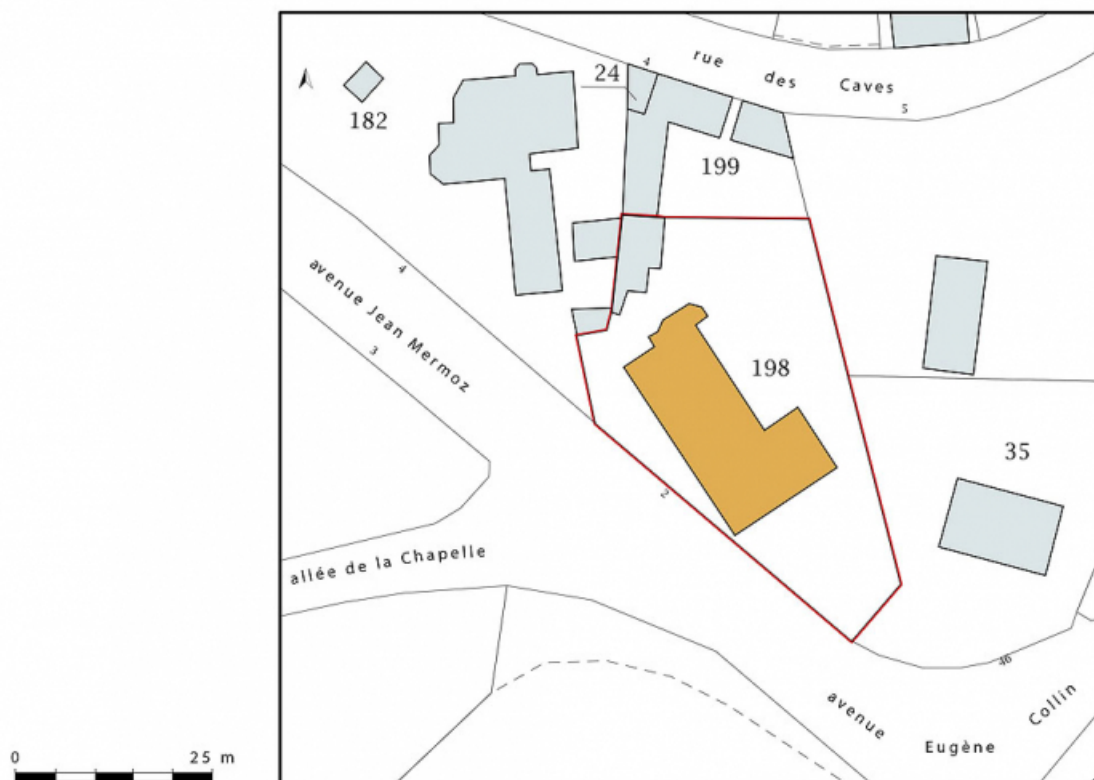 rue des Caves
4
24
5
182
199
4
avenue Jean Mermoz
3
198
35
2
allée de la Chapelle
46
avenue Eugène Collin
0 25 m